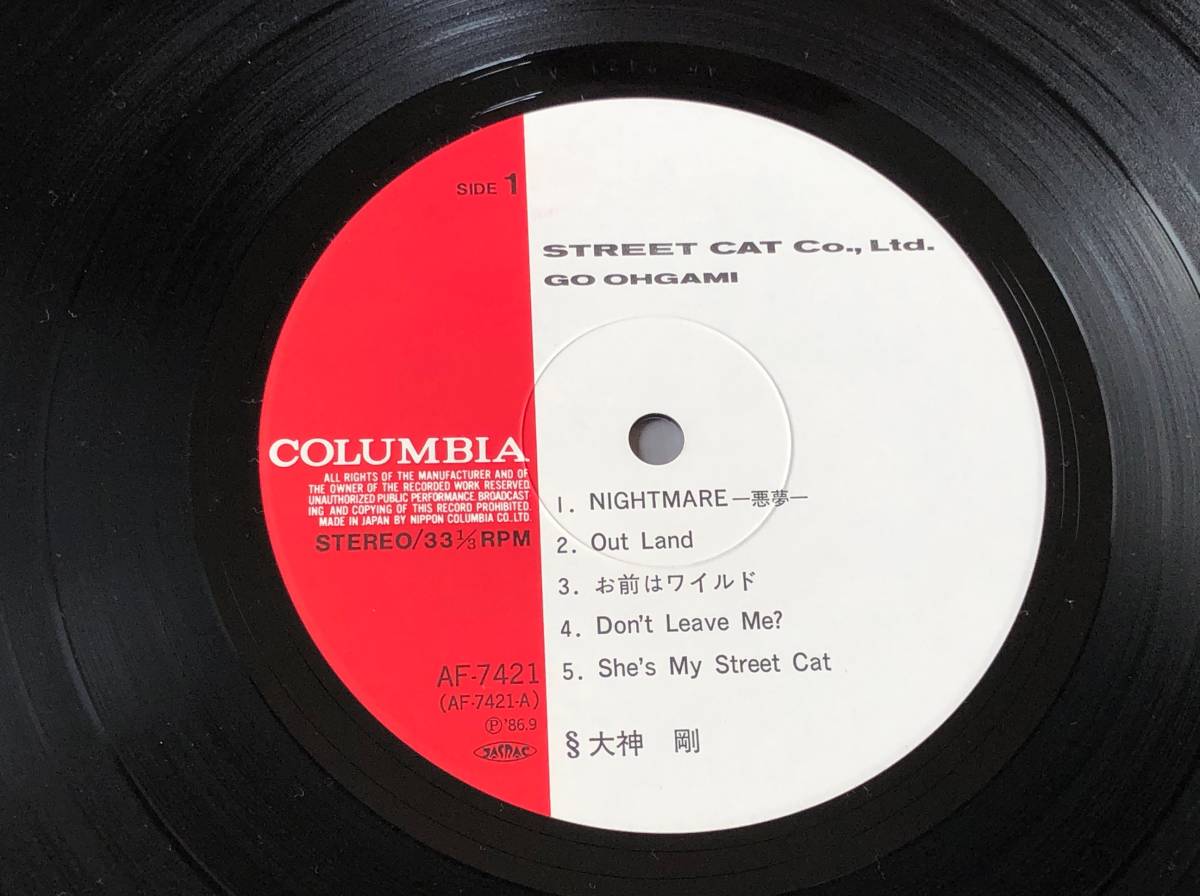 SIDE 1
STREET CAT Co., Ltd.
GO OHGAMI
COLUMBIA
ALL RIGHTS OF THE MANUFACTURER AND OF
THE OWNER OF THE RECORDED WORK RESERVED.
UNAUTHORIZED PUBLIC PERFORMANCE BROADCAST
ING AND COPYING OF THIS RECORD PROHIBITED.
MADE IN JAPAN BY NIPPON COLUMBIA CO.,LTD.
STEREO/33 1/3 RPM
1. NIGHTMARE —悪夢—
2. Out Land
3. お前はワイルド
4. Don't Leave Me?
5. She's My Street Cat
AF-7421
(AF-7421-A)
Ⓟ'86.9
JASRAC
§大神 剛